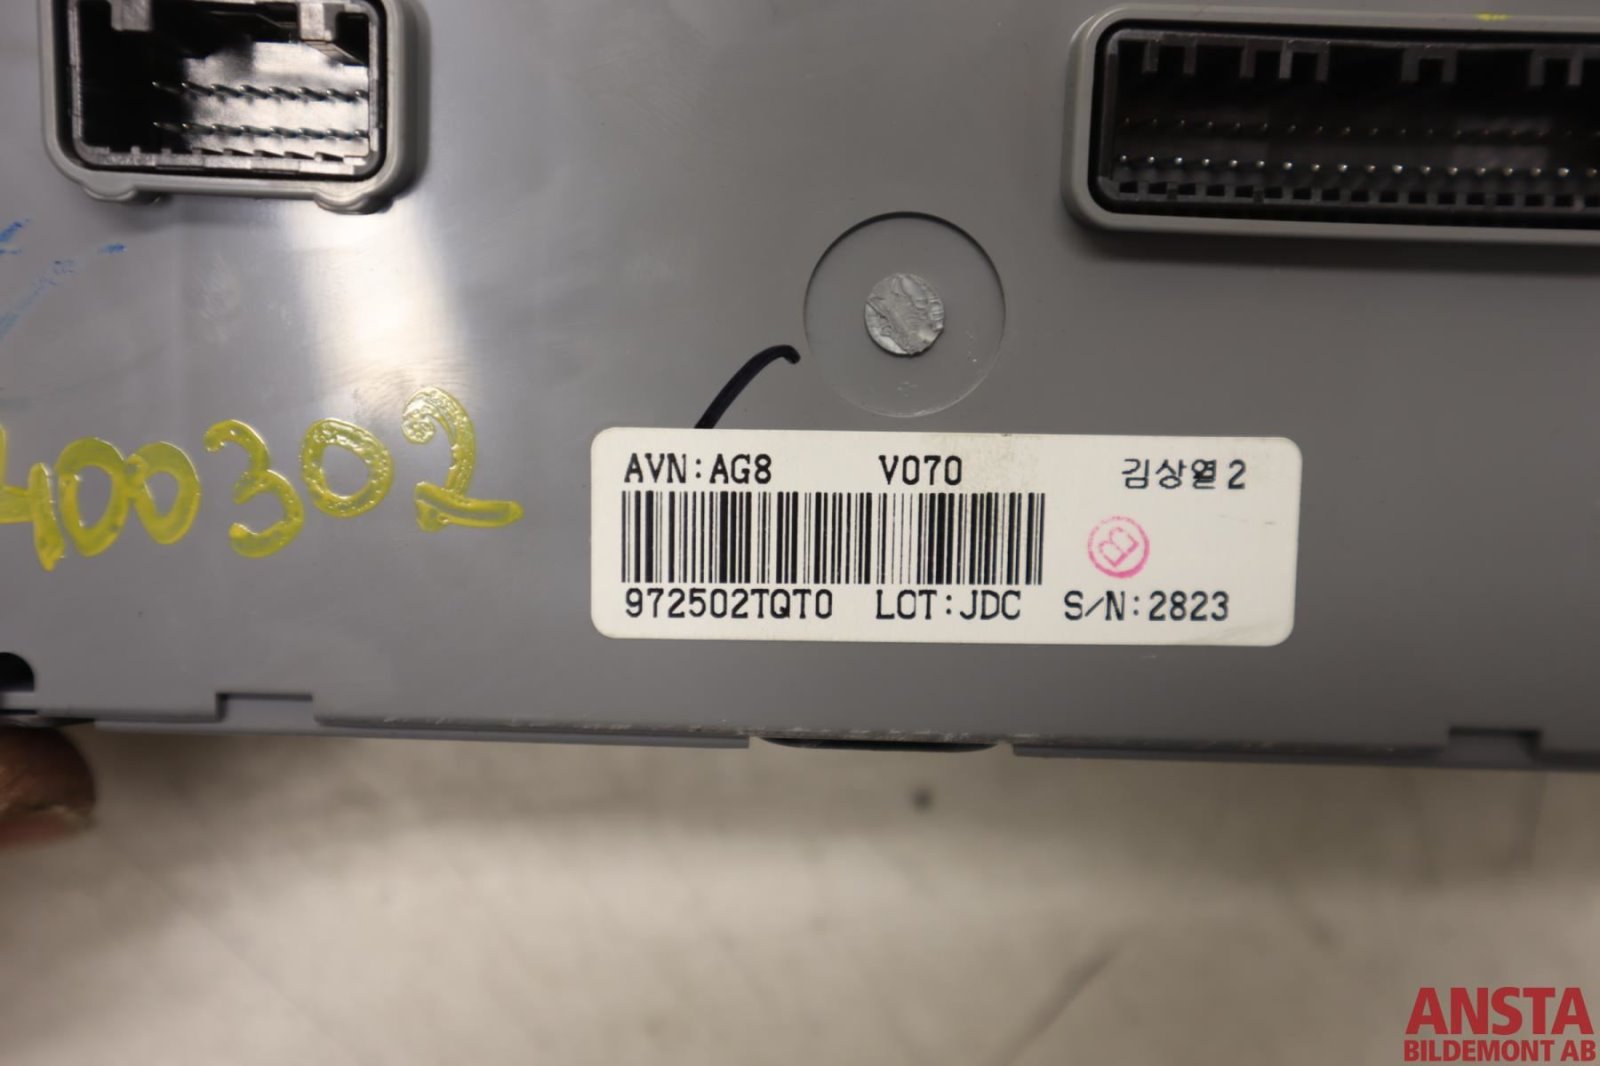 400302
AVN:AG8 V070 김상열2
B
972502TQT0 LOT:JDC S/N:2823
ANSTA
BILDEMONT AB